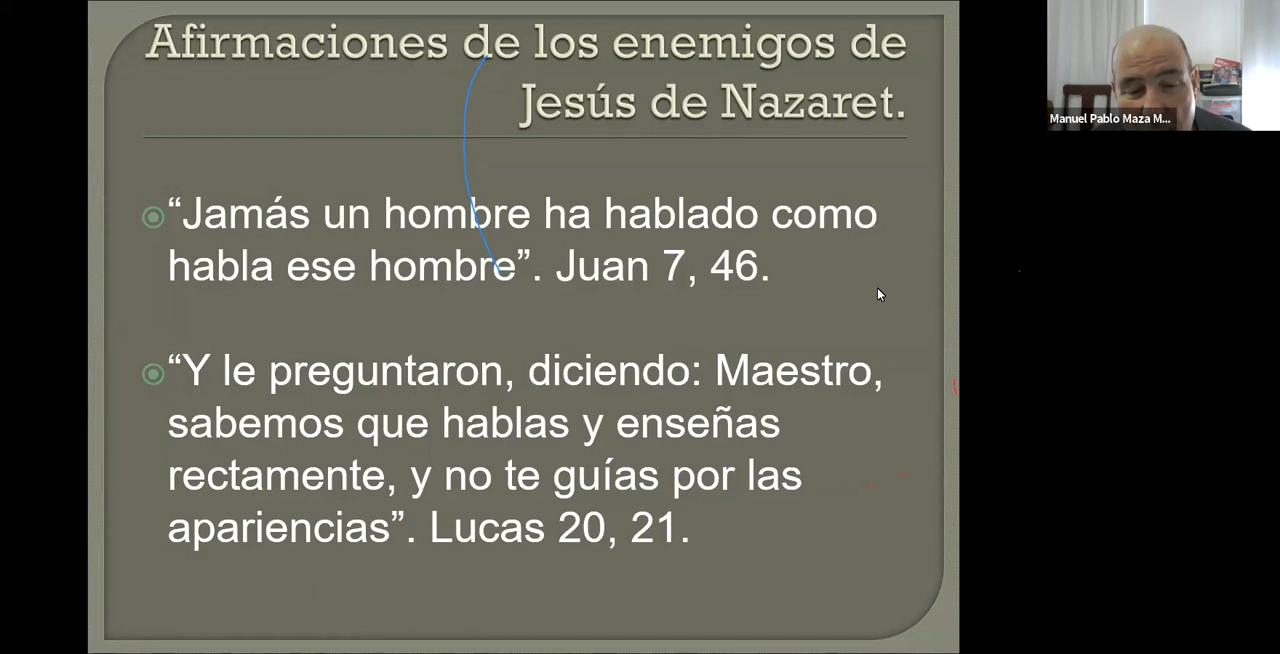 Afirmaciones de los enemigos de
Jesús de Nazaret.
“Jamás un hombre ha hablado como
habla ese hombre”. Juan 7, 46.
“Y le preguntaron, diciendo: Maestro,
sabemos que hablas y enseñas
rectamente, y no te guías por las
apariencias”. Lucas 20, 21.
Manuel Pablo Maza M...